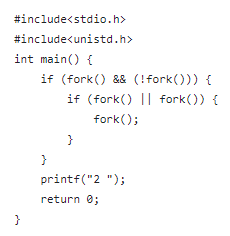 #include<stdio.h>
#include<unistd.h>
int main() {
    if (fork() && (!fork())) {
        if (fork() || fork()) {
            fork();
        }
    }
    printf("2 ");
    return 0;
}